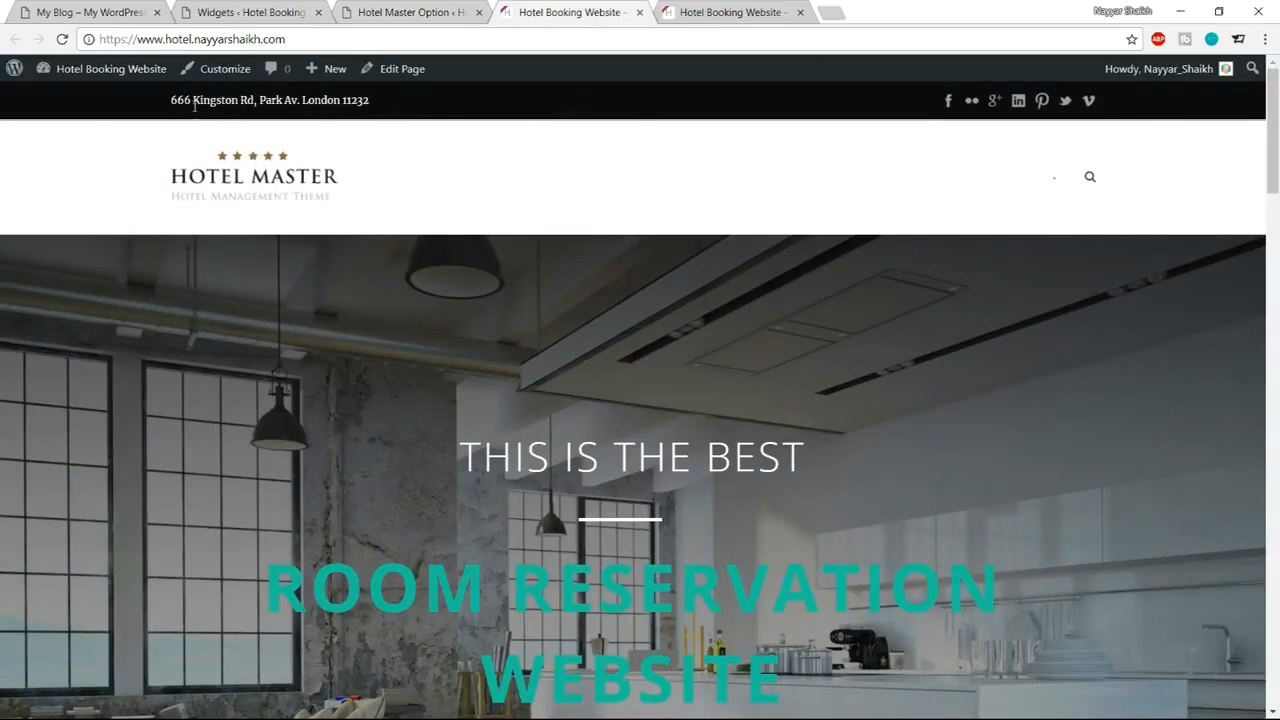 My Blog – My WordPres
Widgets ‹ Hotel Booking
Hotel Master Option ‹ H
Hotel Booking Website –
Hotel Booking Website –
Nayyar Shaikh
https://www.hotel.nayyarshaikh.com
ABP
fb
Hotel Booking Website
Customize
0
New
Edit Page
Howdy, Nayyar_Shaikh
666 Kingston Rd, Park Av. London 11232
HOTEL MASTER
HOTEL MANAGEMENT THEME
THIS IS THE BEST
ROOM RESERVATION
WEBSITE